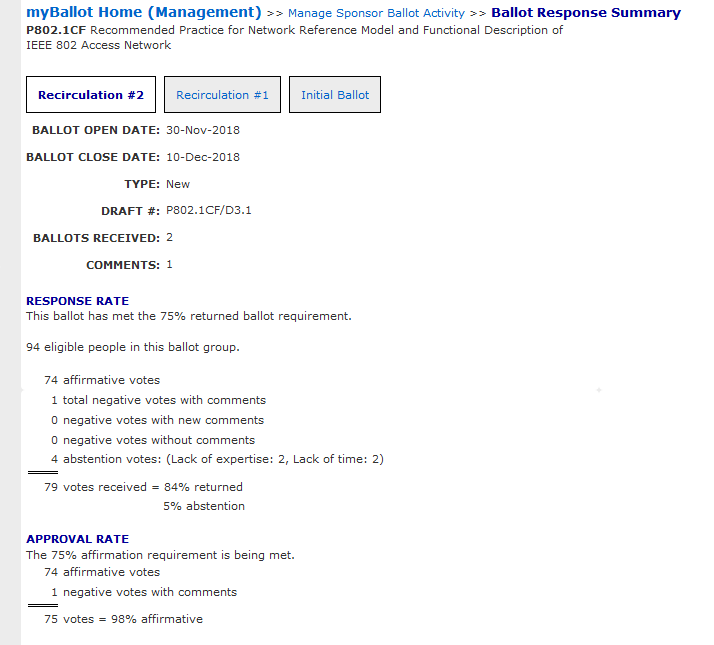 myBallot Home (Management) >> Manage Sponsor Ballot Activity >> Ballot Response Summary
P802.1CF Recommended Practice for Network Reference Model and Functional Description of
IEEE 802 Access Network
Recirculation #2 Recirculation #1 Initial Ballot
BALLOT OPEN DATE: 30-Nov-2018
BALLOT CLOSE DATE: 10-Dec-2018
TYPE: New
DRAFT #: P802.1CF/D3.1
BALLOTS RECEIVED: 2
COMMENTS: 1
RESPONSE RATE
This ballot has met the 75% returned ballot requirement.
94 eligible people in this ballot group.
74 affirmative votes
1 total negative votes with comments
0 negative votes with new comments
0 negative votes without comments
4 abstention votes: (Lack of expertise: 2, Lack of time: 2)
79 votes received = 84% returned
5% abstention
APPROVAL RATE
The 75% affirmation requirement is being met.
74 affirmative votes
1 negative votes with comments
75 votes = 98% affirmative